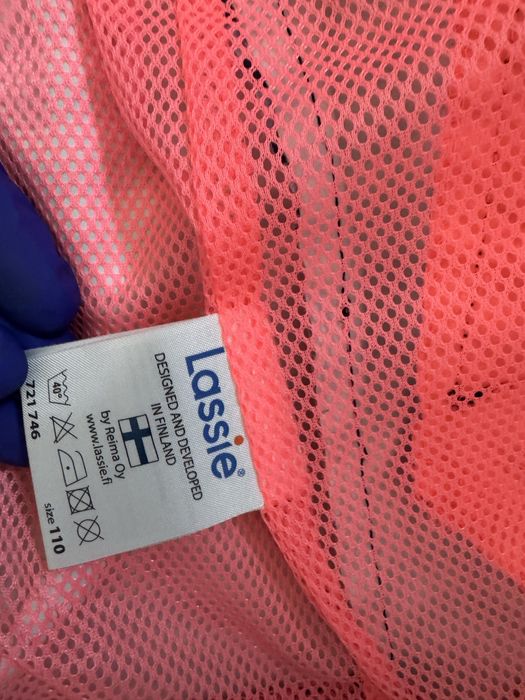 Lassie®
DESIGNED AND DEVELOPED
IN FINLAND
by Reima Oy
www.lassie.fi
40°
721746
size 110